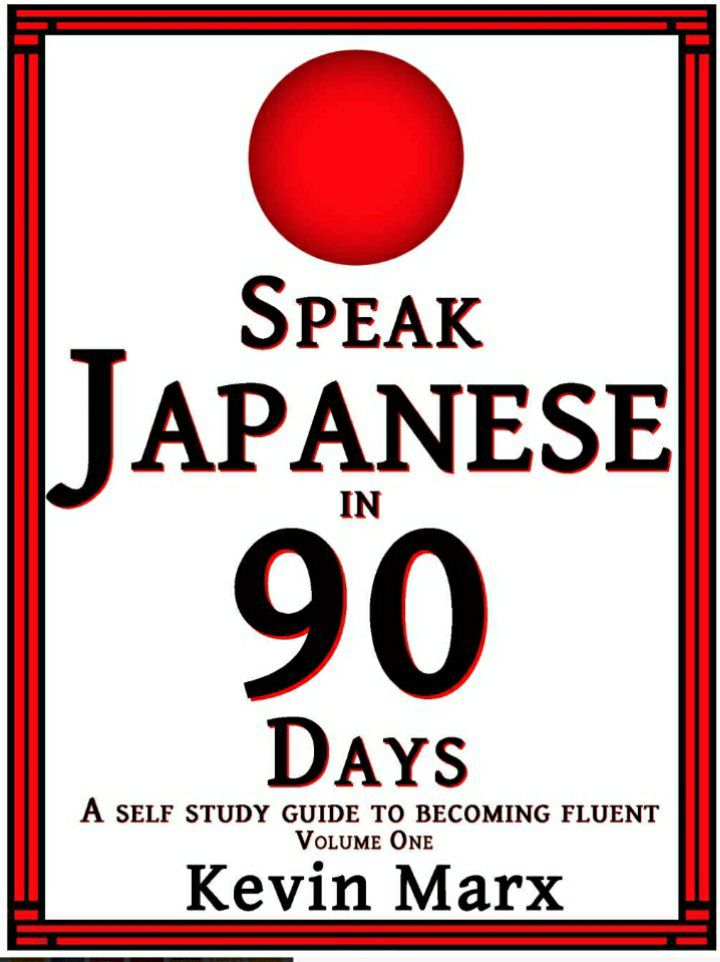 SPEAK
JAPANESE
IN
90
DAYS
A SELF STUDY GUIDE TO BECOMING FLUENT
VOLUME ONE
Kevin Marx